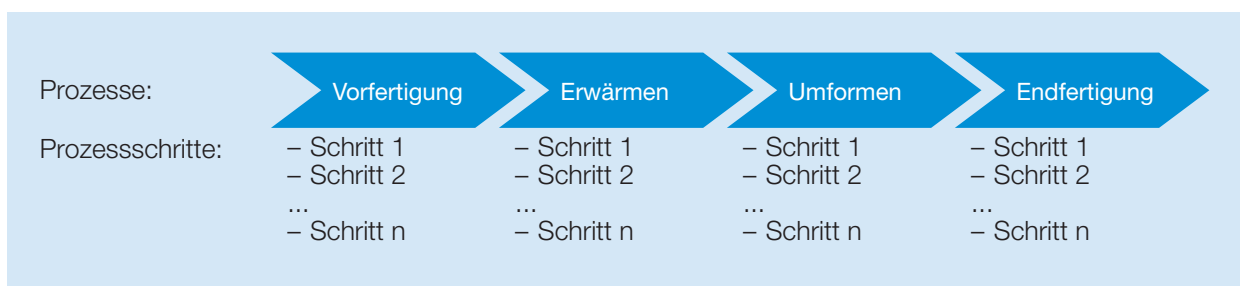 Prozesse: Vorfertigung Erwärmen Umformen Endfertigung
Prozessschritte: – Schritt 1 – Schritt 1 – Schritt 1 – Schritt 1
– Schritt 2 – Schritt 2 – Schritt 2 – Schritt 2
... ... ... ...
– Schritt n – Schritt n – Schritt n – Schritt n